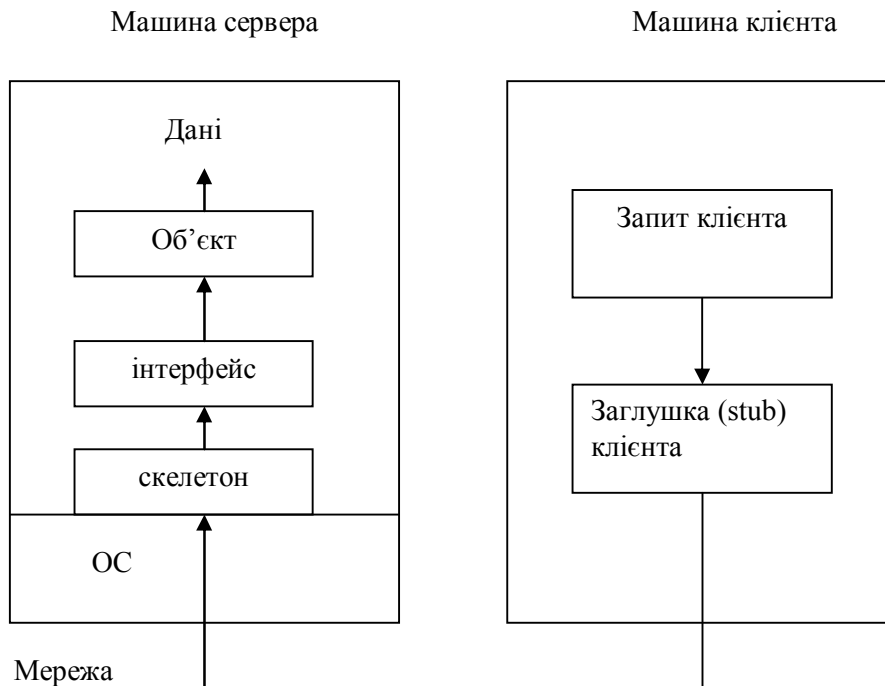 Машина сервера
Машина клієнта
Дані
Об’єкт
інтерфейс
скелетон
ОС
Запит клієнта
Заглушка (stub)
клієнта
Мережа